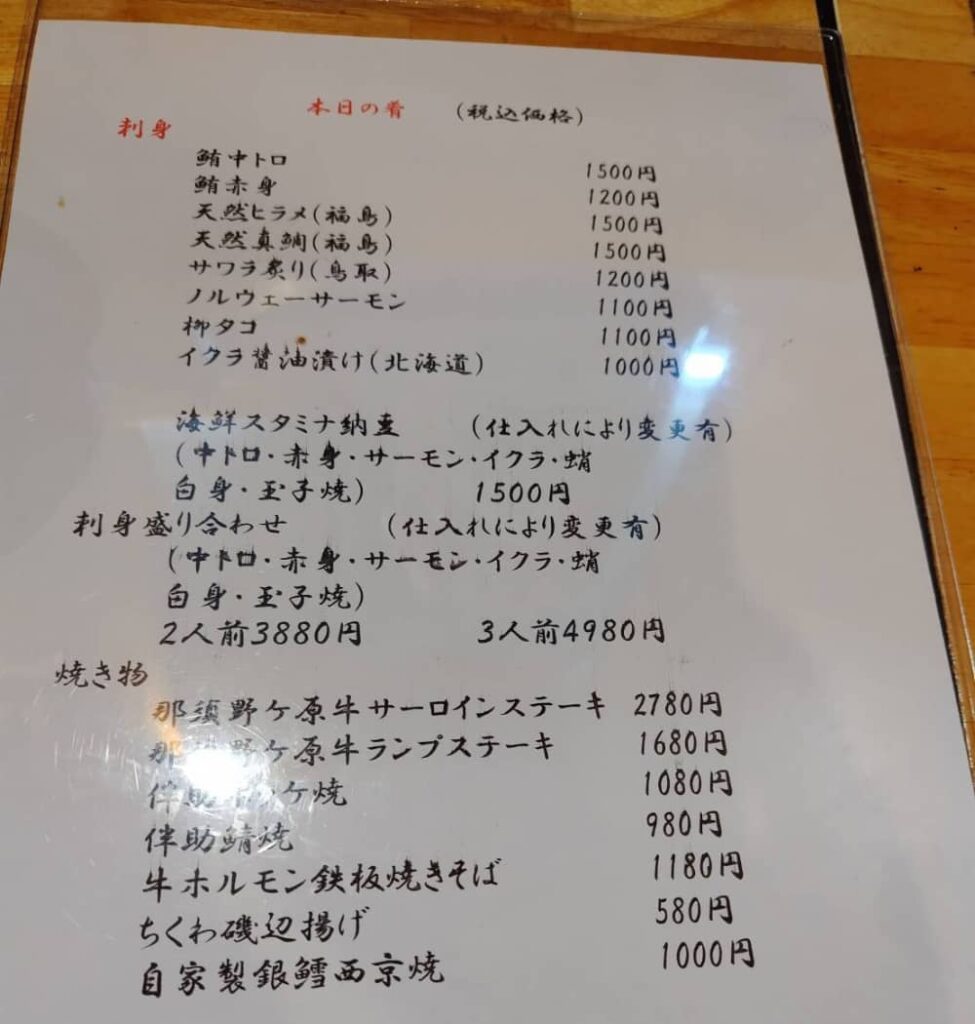 本日の肴 (税込価格)
刺身
鮪中トロ 1500円
鮪赤身 1200円
天然ヒラメ(福島) 1500円
天然真鯛(福島) 1500円
サワラ炙り(鳥取) 1200円
ノルウェーサーモン 1100円
柳タコ 1100円
イクラ醤油漬け(北海道) 1000円
海鮮スタミナ納豆 (仕入れにより変更有)
(中トロ・赤身・サーモン・イクラ・蛸
白身・玉子焼) 1500円
刺身盛り合わせ (仕入れにより変更有)
(中トロ・赤身・サーモン・イクラ・蛸
白身・玉子焼)
2人前3880円 3人前4980円
焼き物
那須野ケ原牛サーロインステーキ 2780円
那須野ケ原牛ランプステーキ 1680円
伴助ホッケ焼 1080円
伴助鯖焼 980円
牛ホルモン鉄板焼きそば 1180円
ちくわ磯辺揚げ 580円
自家製銀鱈西京焼 1000円